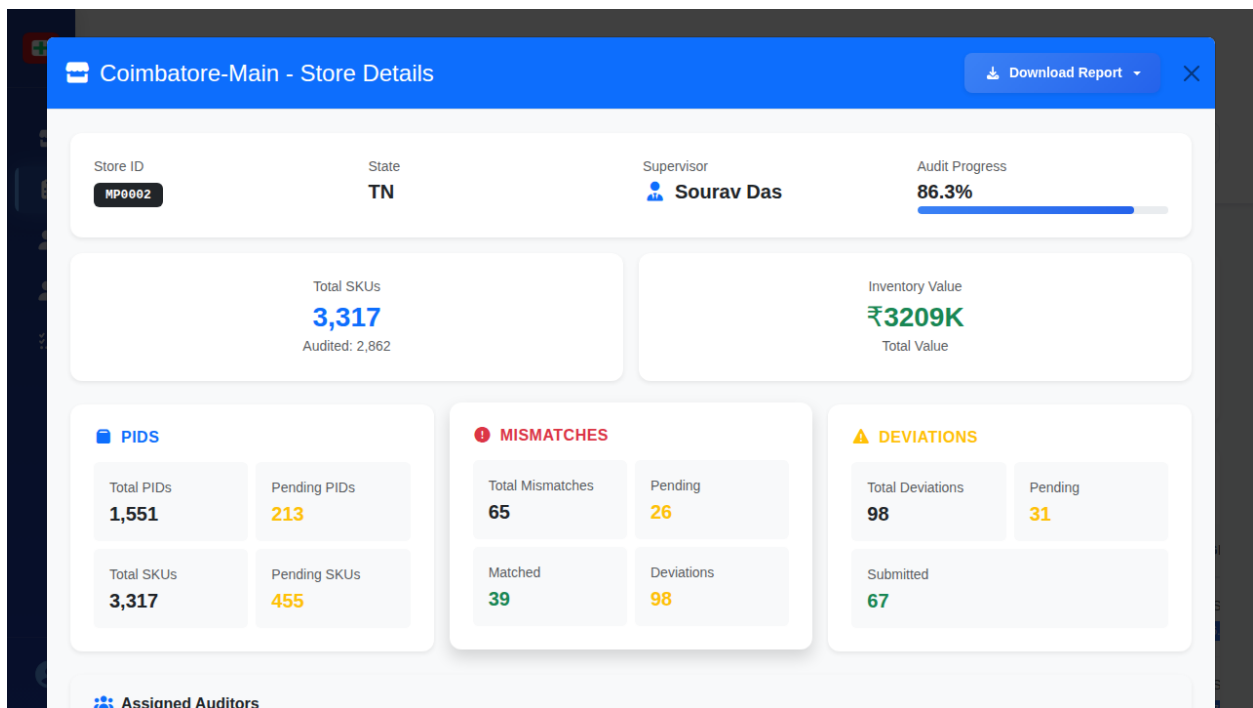 Coimbatore-Main - Store Details
Download Report
Store ID
MP0002
State
TN
Supervisor
Sourav Das
Audit Progress
86.3%
Total SKUs
3,317
Audited: 2,862
Inventory Value
₹3209K
Total Value
PIDS
Total PIDs
1,551
Pending PIDs
213
Total SKUs
3,317
Pending SKUs
455
MISMATCHES
Total Mismatches
65
Pending
26
Matched
39
Deviations
98
DEVIATIONS
Total Deviations
98
Pending
31
Submitted
67
Assigned Auditors